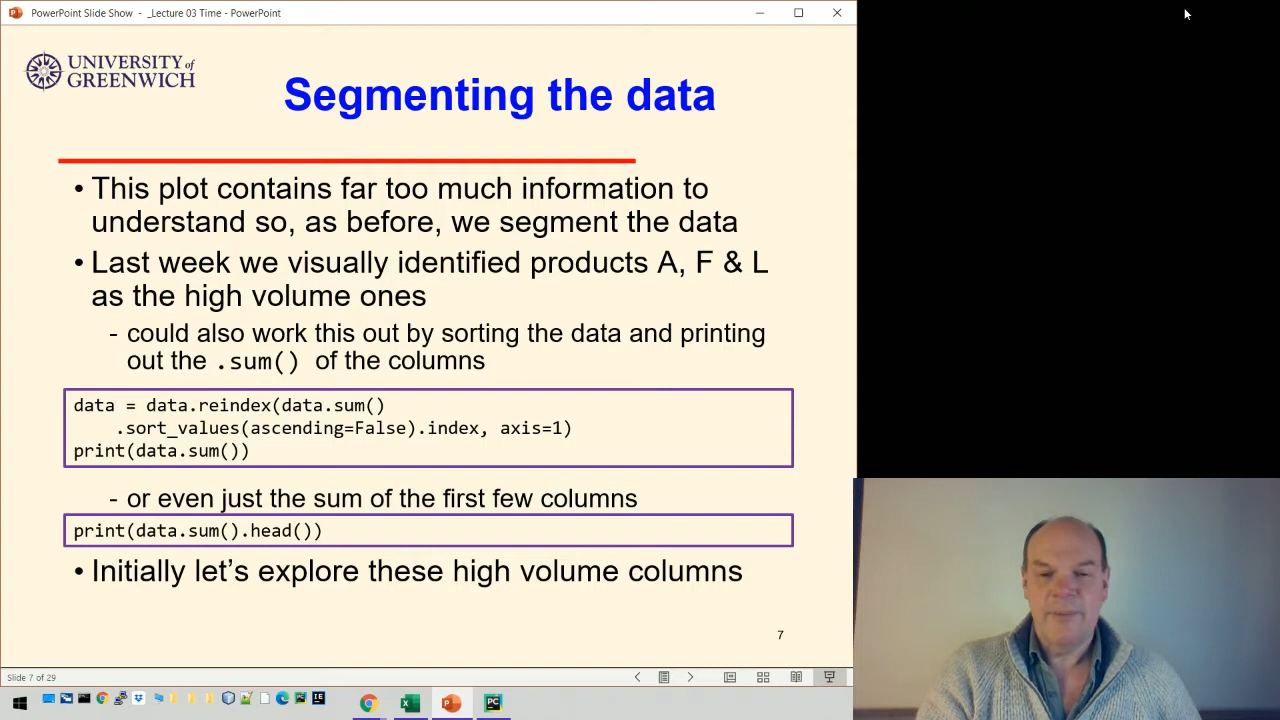 PowerPoint Slide Show - _Lecture 03 Time - PowerPoint
UNIVERSITY of
GREENWICH
Segmenting the data
• This plot contains far too much information to
understand so, as before, we segment the data
• Last week we visually identified products A, F & L
as the high volume ones
- could also work this out by sorting the data and printing
out the .sum() of the columns
data = data.reindex(data.sum()
.sort_values(ascending=False).index, axis=1)
print(data.sum())
- or even just the sum of the first few columns
print(data.sum().head())
• Initially let's explore these high volume columns
7
Slide 7 of 29